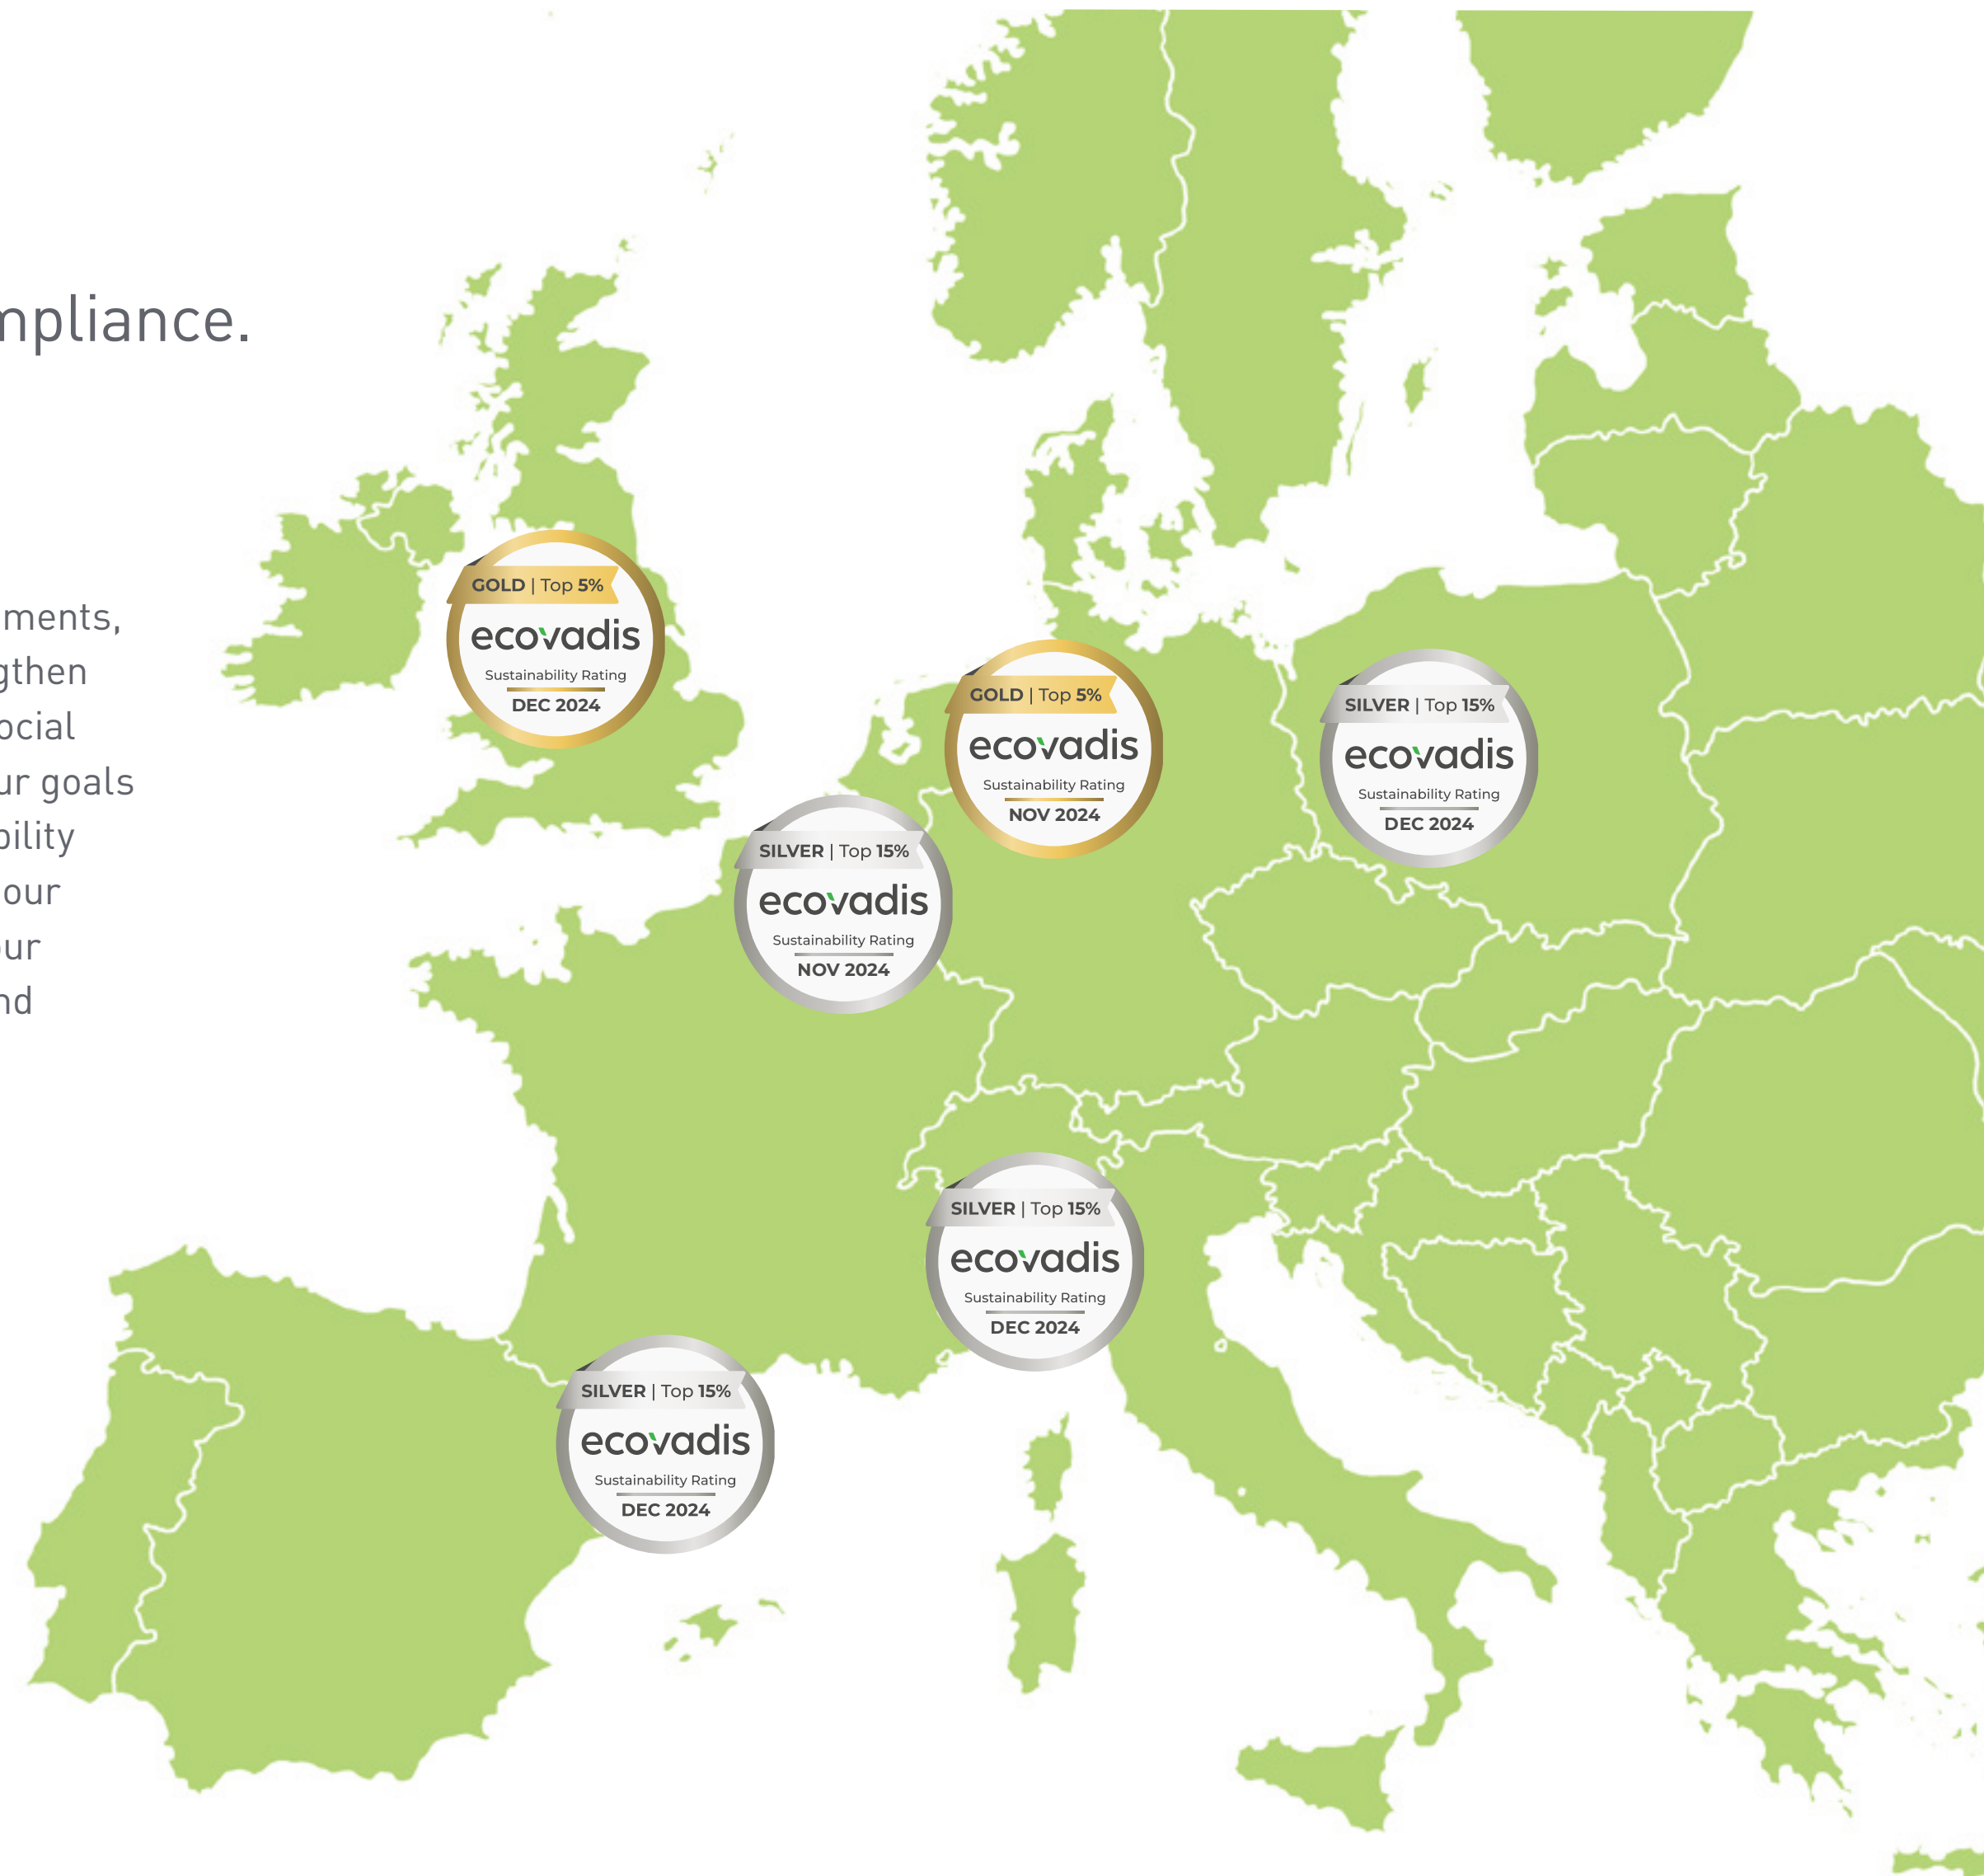 mpliance.
ments,
gthen
ocial
ur goals
bility
our
our
nd
GOLD | Top 5%
ecovadis
Sustainability Rating
DEC 2024
GOLD | Top 5%
ecovadis
Sustainability Rating
NOV 2024
SILVER | Top 15%
ecovadis
Sustainability Rating
DEC 2024
SILVER | Top 15%
ecovadis
Sustainability Rating
NOV 2024
SILVER | Top 15%
ecovadis
Sustainability Rating
DEC 2024
SILVER | Top 15%
ecovadis
Sustainability Rating
DEC 2024